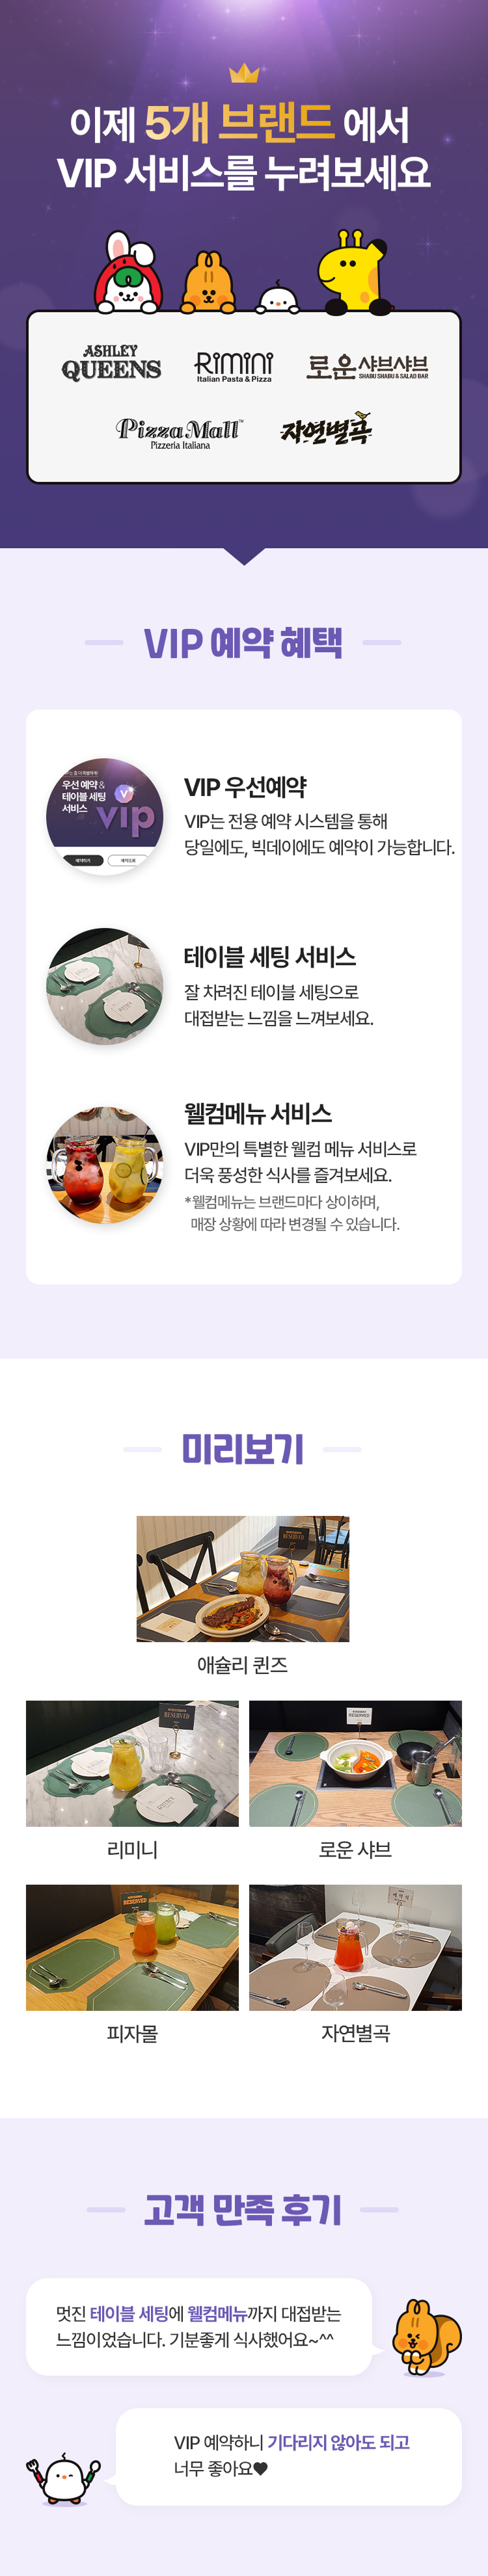 이제 5개 브랜드 에서
VIP 서비스를 누려보세요
ASHLEY
QUEENS
Rimini
Italian Pasta & Pizza
로운 샤브샤브
SHABU SHABU & SALAD BAR
Pizza Mall™
Pizzeria Italiana
자연별곡
VIP 예약 혜택
우선 예약 &
테이블 세팅
서비스
V
vip
예약하기
예약조회
VIP 우선예약
VIP는 전용 예약 시스템을 통해
당일에도, 빅데이에도 예약이 가능합니다.
테이블 세팅 서비스
잘 차려진 테이블 세팅으로
대접받는 느낌을 느껴보세요.
웰컴메뉴 서비스
VIP만의 특별한 웰컴 메뉴 서비스로
더욱 풍성한 식사를 즐겨보세요.
*웰컴메뉴는 브랜드마다 상이하며,
매장 상황에 따라 변경될 수 있습니다.
미리보기
RESERVED
애슐리 퀸즈
RESERVED
리미니
RESERVED
로운 샤브
RESERVED
피자몰
예약석
자연별곡
고객 만족 후기
멋진 테이블 세팅에 웰컴메뉴까지 대접받는
느낌이었습니다. 기분좋게 식사했어요~^^
VIP 예약하니 기다리지 않아도 되고
너무 좋아요♥